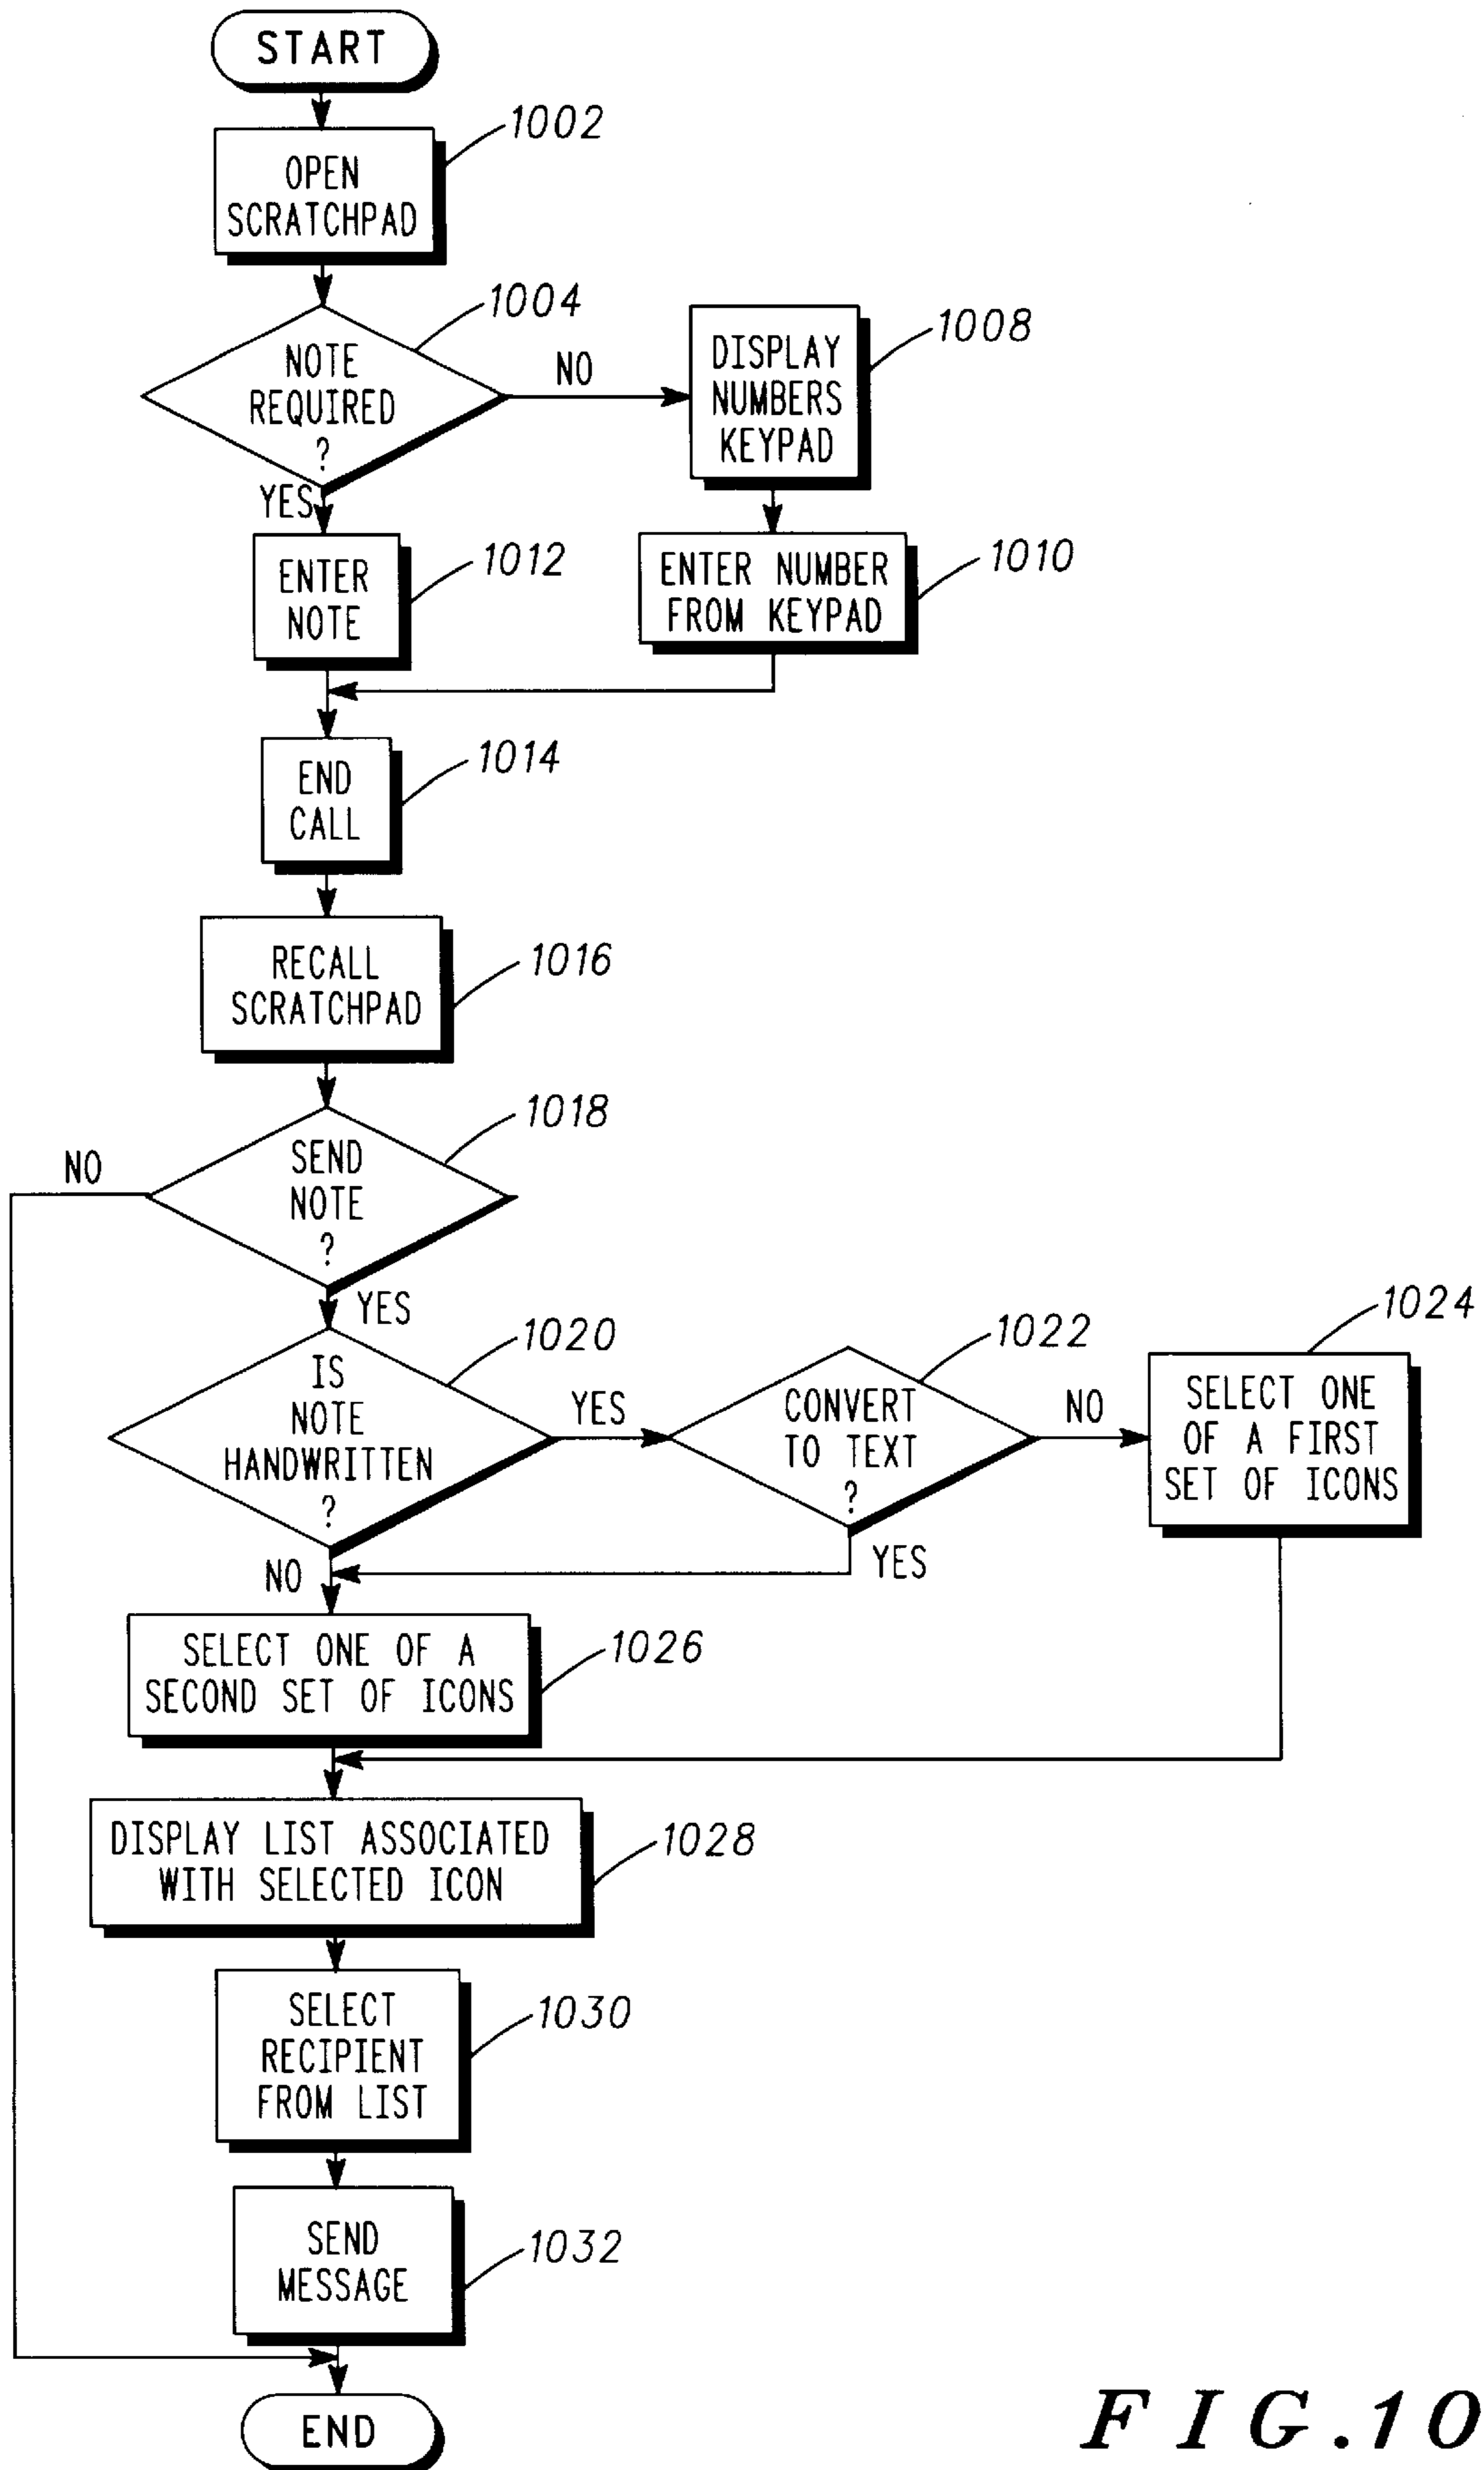 START
1002
OPEN
SCRATCHPAD
1004
NOTE
REQUIRED
?
NO
YES
1008
DISPLAY
NUMBERS
KEYPAD
1012
ENTER
NOTE
1010
ENTER NUMBER
FROM KEYPAD
1014
END
CALL
1016
RECALL
SCRATCHPAD
1018
SEND
NOTE
?
NO
YES
1020
IS
NOTE
HANDWRITTEN
?
YES
NO
1022
CONVERT
TO TEXT
?
NO
YES
1024
SELECT ONE
OF A FIRST
SET OF ICONS
1026
SELECT ONE OF A
SECOND SET OF ICONS
1028
DISPLAY LIST ASSOCIATED
WITH SELECTED ICON
1030
SELECT
RECIPIENT
FROM LIST
1032
SEND
MESSAGE
END
FIG.10